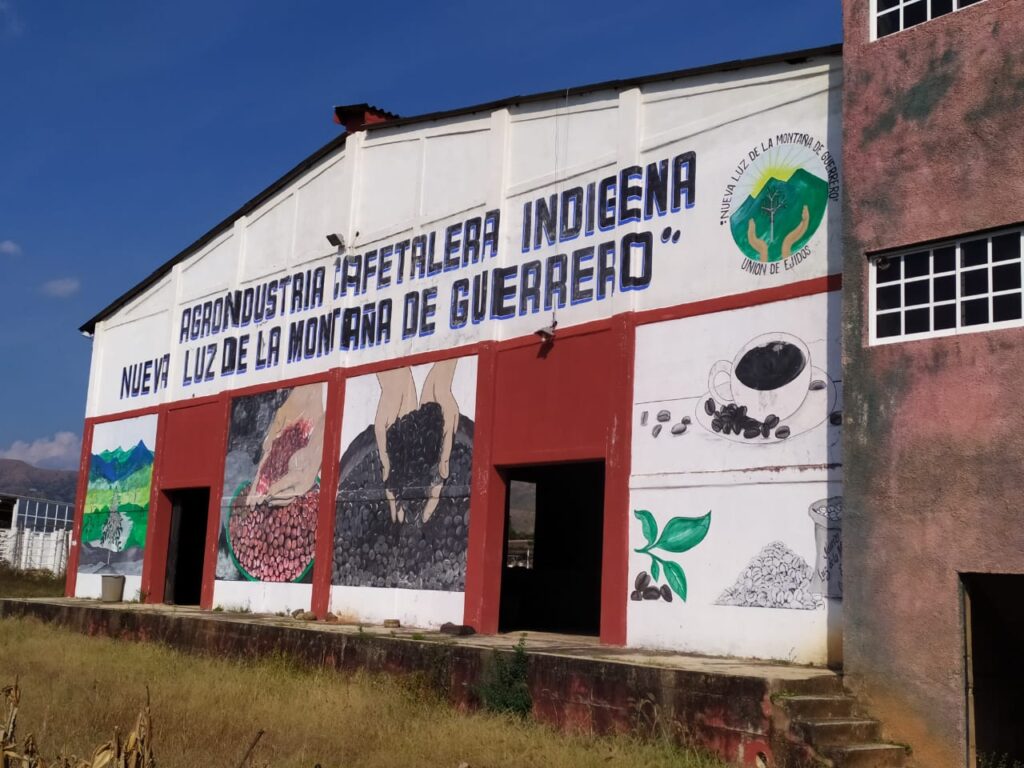 AGROINDUSTRIA CAFETALERA INDIGENA
NUEVA LUZ DE LA MONTAÑA DE GUERRERO"
"NUEVA LUZ DE LA MONTAÑA DE GUERRERO"
UNION DE EJIDOS